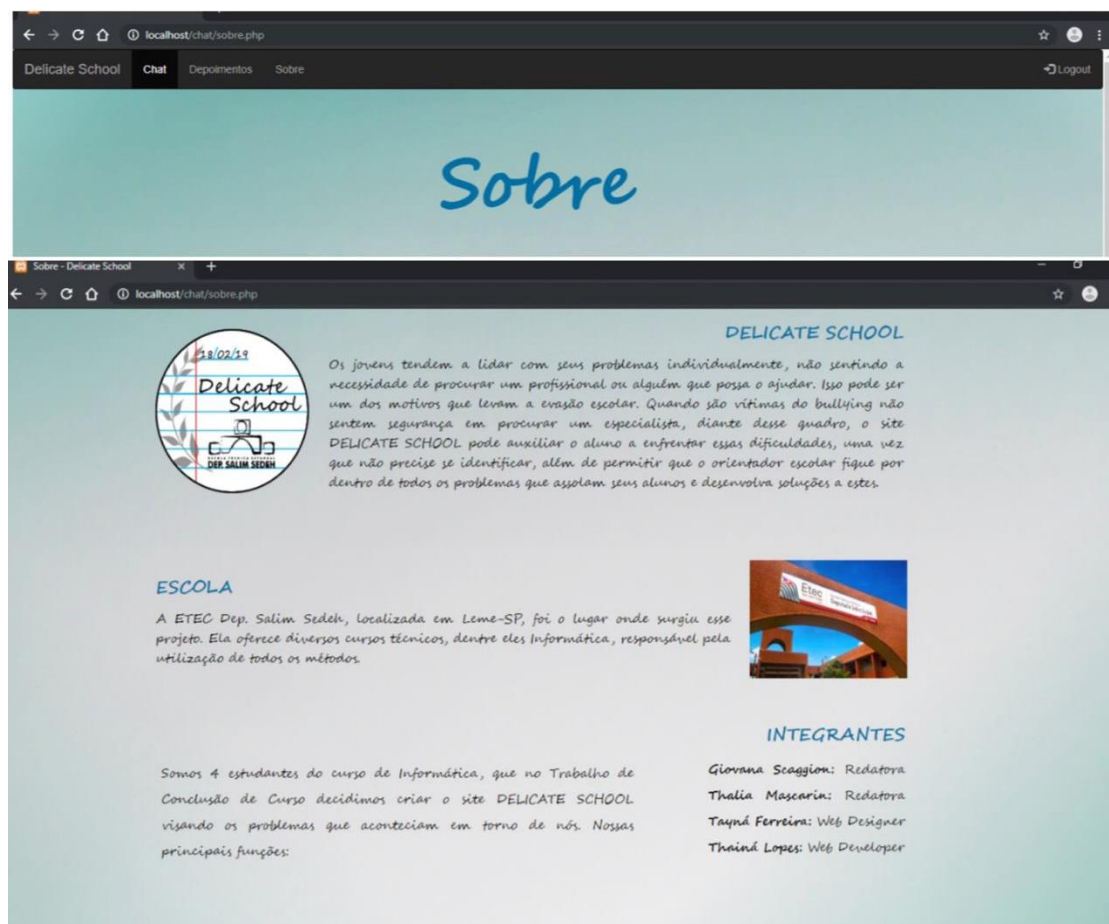 localhost/chat/sobre.php
Delicate School Chat Depoimentos Sobre Logout
Sobre
Sobre - Delicate School
localhost/chat/sobre.php
18/02/19
Delicate
School
ESCOLA TÉCNICA ESTADUAL
DEP. SALIM SEDEH
DELICATE SCHOOL
Os jovens tendem a lidar com seus problemas individualmente, não sentindo a
necessidade de procurar um profissional ou alguém que possa o ajudar. Isso pode ser
um dos motivos que levam a evasão escolar. Quando são vítimas do bullying não
sentem segurança em procurar um especialista, diante desse quadro, o site
DELICATE SCHOOL pode auxiliar o aluno a enfrentar essas dificuldades, uma vez
que não precise se identificar, além de permitir que o orientador escolar fique por
dentro de todos os problemas que assolam seus alunos e desenvolva soluções a estes.
ESCOLA
A ETEC Dep. Salim Sedeh, localizada em Leme-SP, foi o lugar onde surgiu esse
projeto. Ela oferece diversos cursos técnicos, dentre eles Informática, responsável pela
utilização de todos os métodos.
Etec
INTEGRANTES
Somos 4 estudantes do curso de Informática, que no Trabalho de
Conclusão de Curso decidimos criar o site DELICATE SCHOOL
visando os problemas que aconteciam em torno de nós. Nossas
principais funções:
Giovana Scaggion: Redatora
Thalia Mascarin: Redatora
Tayná Ferreira: Web Designer
Thainá Lopes: Web Developer